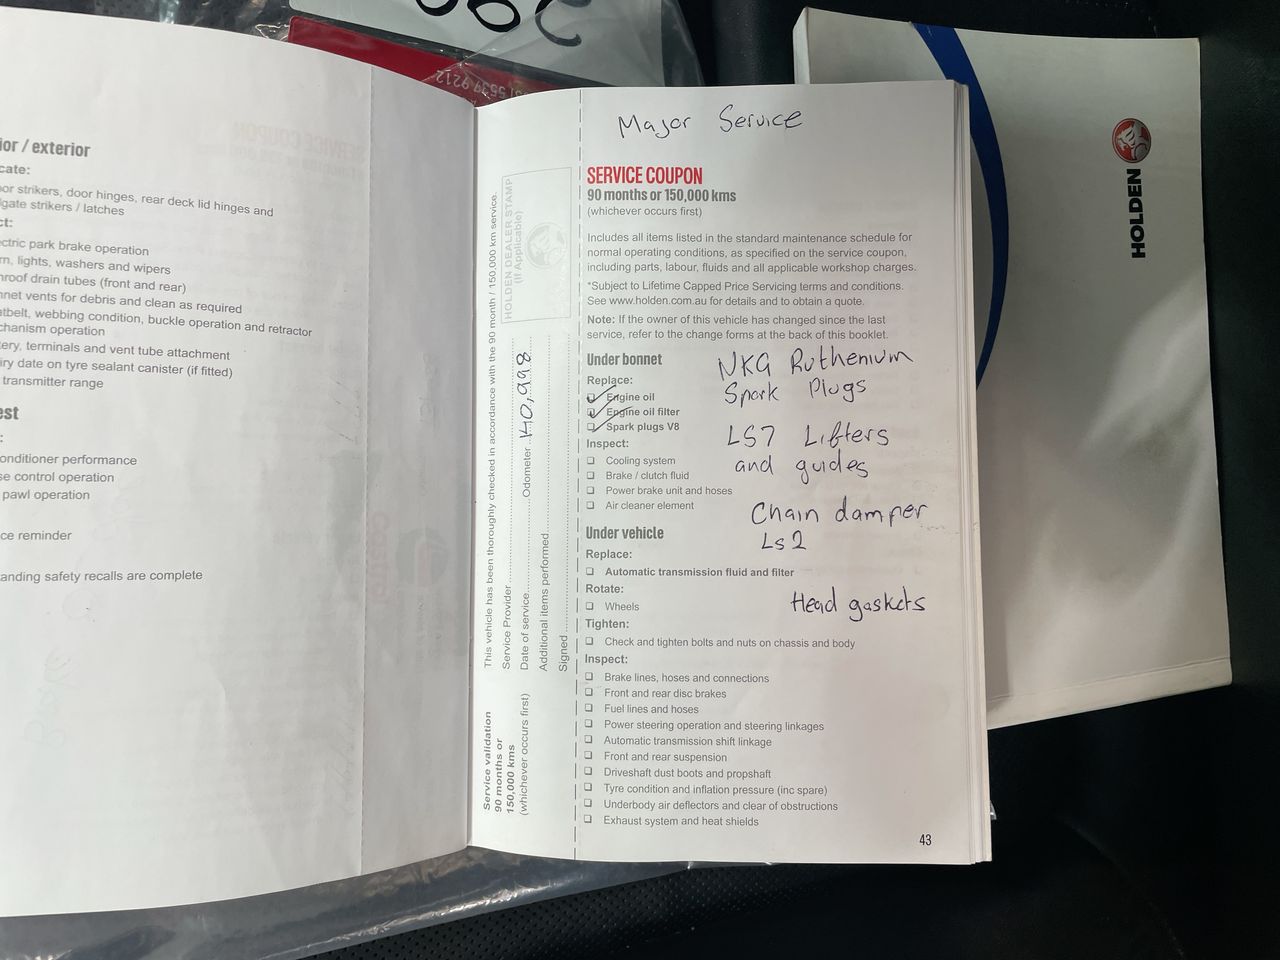 ior / exterior
cate:
or strikers, door hinges, rear deck lid hinges and
lgate strikers / latches
ct:
ectric park brake operation
rn, lights, washers and wipers
nroof drain tubes (front and rear)
nnet vents for debris and clean as required
atbelt, webbing condition, buckle operation and retractor
chanism operation
tery, terminals and vent tube attachment
iry date on tyre sealant canister (if fitted)
transmitter range
est
:
onditioner performance
se control operation
pawl operation
ce reminder
anding safety recalls are complete
5539 9212
This vehicle has been thoroughly checked in accordance with the 90 month / 150,000 km service.
Service Provider
Date of service Odometer 140,998
Additional items performed
Signed
HOLDEN DEALER STAMP
(If Applicable)
Service validation
90 months or
150,000 kms
(whichever occurs first)
Major Service
SERVICE COUPON
90 months or 150,000 kms
(whichever occurs first)
Includes all items listed in the standard maintenance schedule for
normal operating conditions, as specified on the service coupon,
including parts, labour, fluids and all applicable workshop charges.
*Subject to Lifetime Capped Price Servicing terms and conditions.
See www.holden.com.au for details and to obtain a quote.
Note: If the owner of this vehicle has changed since the last
service, refer to the change forms at the back of this booklet.
Under bonnet
Replace:
Engine oil
Engine oil filter
Spark plugs V8
Inspect:
Cooling system
Brake / clutch fluid
Power brake unit and hoses
Air cleaner element
NKG Ruthenium
Spark Plugs
LS7 Lifters
and guides
Chain damper
Ls2
Head gaskets
Under vehicle
Replace:
Automatic transmission fluid and filter
Rotate:
Wheels
Tighten:
Check and tighten bolts and nuts on chassis and body
Inspect:
Brake lines, hoses and connections
Front and rear disc brakes
Fuel lines and hoses
Power steering operation and steering linkages
Automatic transmission shift linkage
Front and rear suspension
Driveshaft dust boots and propshaft
Tyre condition and inflation pressure (inc spare)
Underbody air deflectors and clear of obstructions
Exhaust system and heat shields
43
HOLDEN